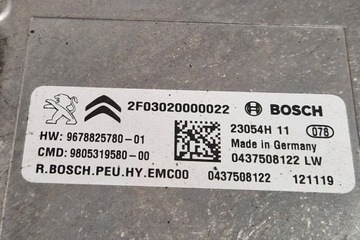 2F03020000022 BOSCH
HW: 9678825780-01 23054H 11 078
Made in Hungary
CMD: 9805319580-00 0437508122 LW
R.BOSCH.PEU.HY.EMC00 0437508122 121119